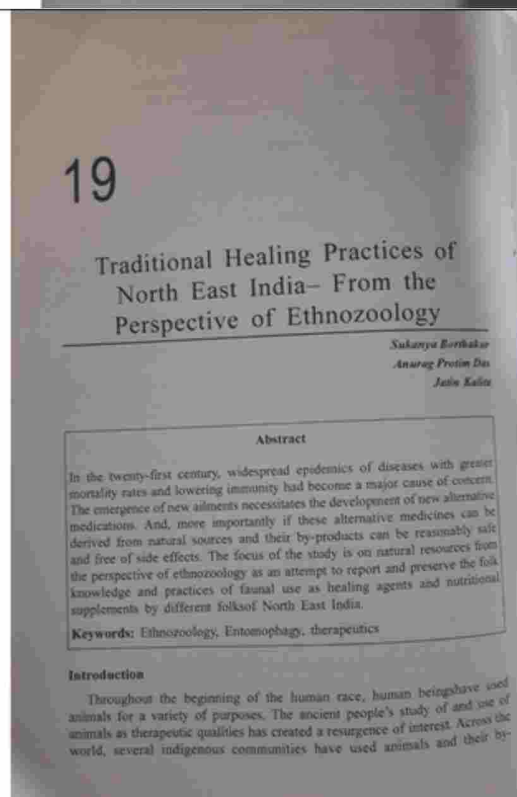 19
Traditional Healing Practices of
North East India– From the
Perspective of Ethnozoology
Sukanya Borthakur
Anurag Protim Das
Jatin Kalita
Abstract
In the twenty-first century, widespread epidemics of diseases with greater
mortality rates and lowering immunity had become a major cause of concern.
The emergence of new ailments necessitates the development of new alternative
medications. And, more importantly if these alternative medicines can be
derived from natural sources and their by-products can be reasonably safe
and free of side effects. The focus of the study is on natural resources from
the perspective of ethnozoology as an attempt to report and preserve the folk
knowledge and practices of faunal use as healing agents and nutritional
supplements by different folksof North East India.
Keywords: Ethnozoology, Entomophagy, therapeutics
Introduction
Throughout the beginning of the human race, human beingshave used
animals for a variety of purposes. The ancient people's study of and use of
animals as therapeutic qualities has created a resurgence of interest. Across the
world, several indigenous communities have used animals and their by-